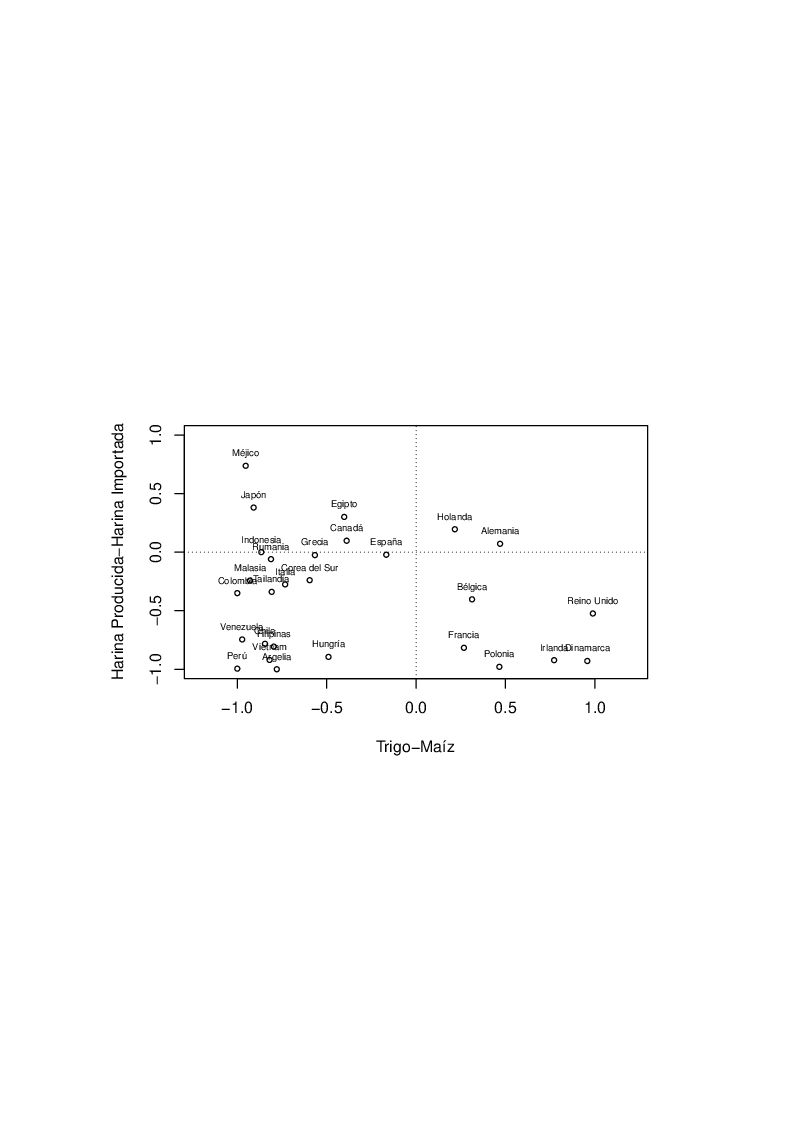 Harina Producida−Harina Importada
1.0
0.5
0.0
−0.5
−1.0
Méjico
Japón
Egipto
Canadá
Holanda
Alemania
Indonesia
Rumania
Grecia
España
Malasia
Corea del Sur
Italia
Colombia
Tailandia
Bélgica
Reino Unido
Venezuela
Chile
Filipinas
Francia
Vietnam
Hungría
Irlanda
Dinamarca
Perú
Argelia
Polonia
−1.0 −0.5 0.0 0.5 1.0
Trigo−Maíz